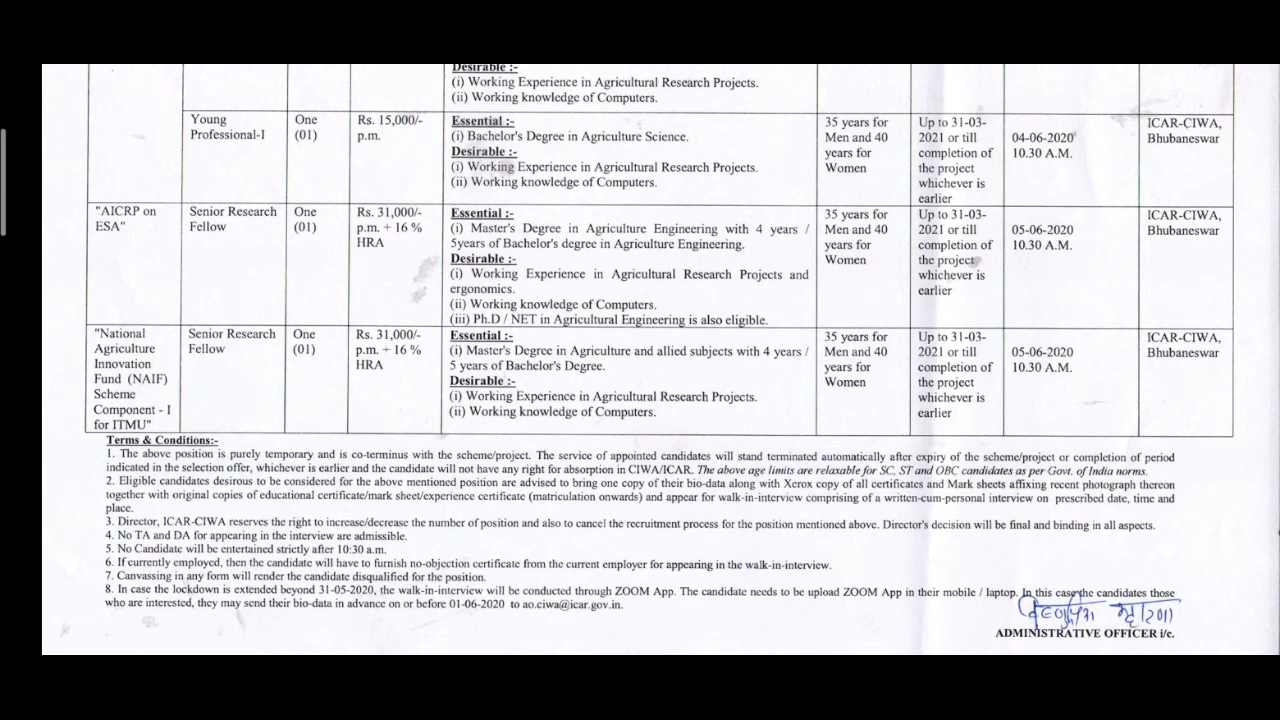 Desirable :-
(i) Working Experience in Agricultural Research Projects.
(ii) Working knowledge of Computers.
Young
Professional-I
One
(01)
Rs. 15,000/-
p.m.
Essential :-
(i) Bachelor's Degree in Agriculture Science.
Desirable :-
(i) Working Experience in Agricultural Research Projects.
(ii) Working knowledge of Computers.
35 years for
Men and 40
years for
Women
Up to 31-03-
2021 or till
completion of
the project
whichever is
earlier
04-06-2020
10.30 A.M.
ICAR-CIWA,
Bhubaneswar
"AICRP on
ESA"
Senior Research
Fellow
One
(01)
Rs. 31,000/-
p.m. + 16 %
HRA
Essential :-
(i) Master's Degree in Agriculture Engineering with 4 years /
5years of Bachelor's degree in Agriculture Engineering.
Desirable :-
(i) Working Experience in Agricultural Research Projects and
ergonomics.
(ii) Working knowledge of Computers.
(iii) Ph.D / NET in Agricultural Engineering is also eligible.
35 years for
Men and 40
years for
Women
Up to 31-03-
2021 or till
completion of
the project
whichever is
earlier
05-06-2020
10.30 A.M.
ICAR-CIWA,
Bhubaneswar
"National
Agriculture
Innovation
Fund (NAIF)
Scheme
Component - I
for ITMU"
Senior Research
Fellow
One
(01)
Rs. 31,000/-
p.m. + 16 %
HRA
Essential :-
(i) Master's Degree in Agriculture and allied subjects with 4 years /
5 years of Bachelor's Degree.
Desirable :-
(i) Working Experience in Agricultural Research Projects.
(ii) Working knowledge of Computers.
35 years for
Men and 40
years for
Women
Up to 31-03-
2021 or till
completion of
the project
whichever is
earlier
05-06-2020
10.30 A.M.
ICAR-CIWA,
Bhubaneswar
Terms & Conditions:-
1. The above position is purely temporary and is co-terminus with the scheme/project. The service of appointed candidates will stand terminated automatically after expiry of the scheme/project or completion of period
indicated in the selection offer, whichever is earlier and the candidate will not have any right for absorption in CIWA/ICAR. The above age limits are relaxable for SC, ST and OBC candidates as per Govt. of India norms.
2. Eligible candidates desirous to be considered for the above mentioned position are advised to bring one copy of their bio-data along with Xerox copy of all certificates and Mark sheets affixing recent photograph thereon
together with original copies of educational certificate/mark sheet/experience certificate (matriculation onwards) and appear for walk-in-interview comprising of a written-cum-personal interview on prescribed date, time and
place.
3. Director, ICAR-CIWA reserves the right to increase/decrease the number of position and also to cancel the recruitment process for the position mentioned above. Director's decision will be final and binding in all aspects.
4. No TA and DA for appearing in the interview are admissible.
5. No Candidate will be entertained strictly after 10:30 a.m.
6. If currently employed, then the candidate will have to furnish no-objection certificate from the current employer for appearing in the walk-in-interview.
7. Canvassing in any form will render the candidate disqualified for the position.
8. In case the lockdown is extended beyond 31-05-2020, the walk-in-interview will be conducted through ZOOM App. The candidate needs to be upload ZOOM App in their mobile / laptop. In this case the candidates those
who are interested, they may send their bio-data in advance on or before 01-06-2020 to ao.ciwa@icar.gov.in.
ADMINISTRATIVE OFFICER i/c.